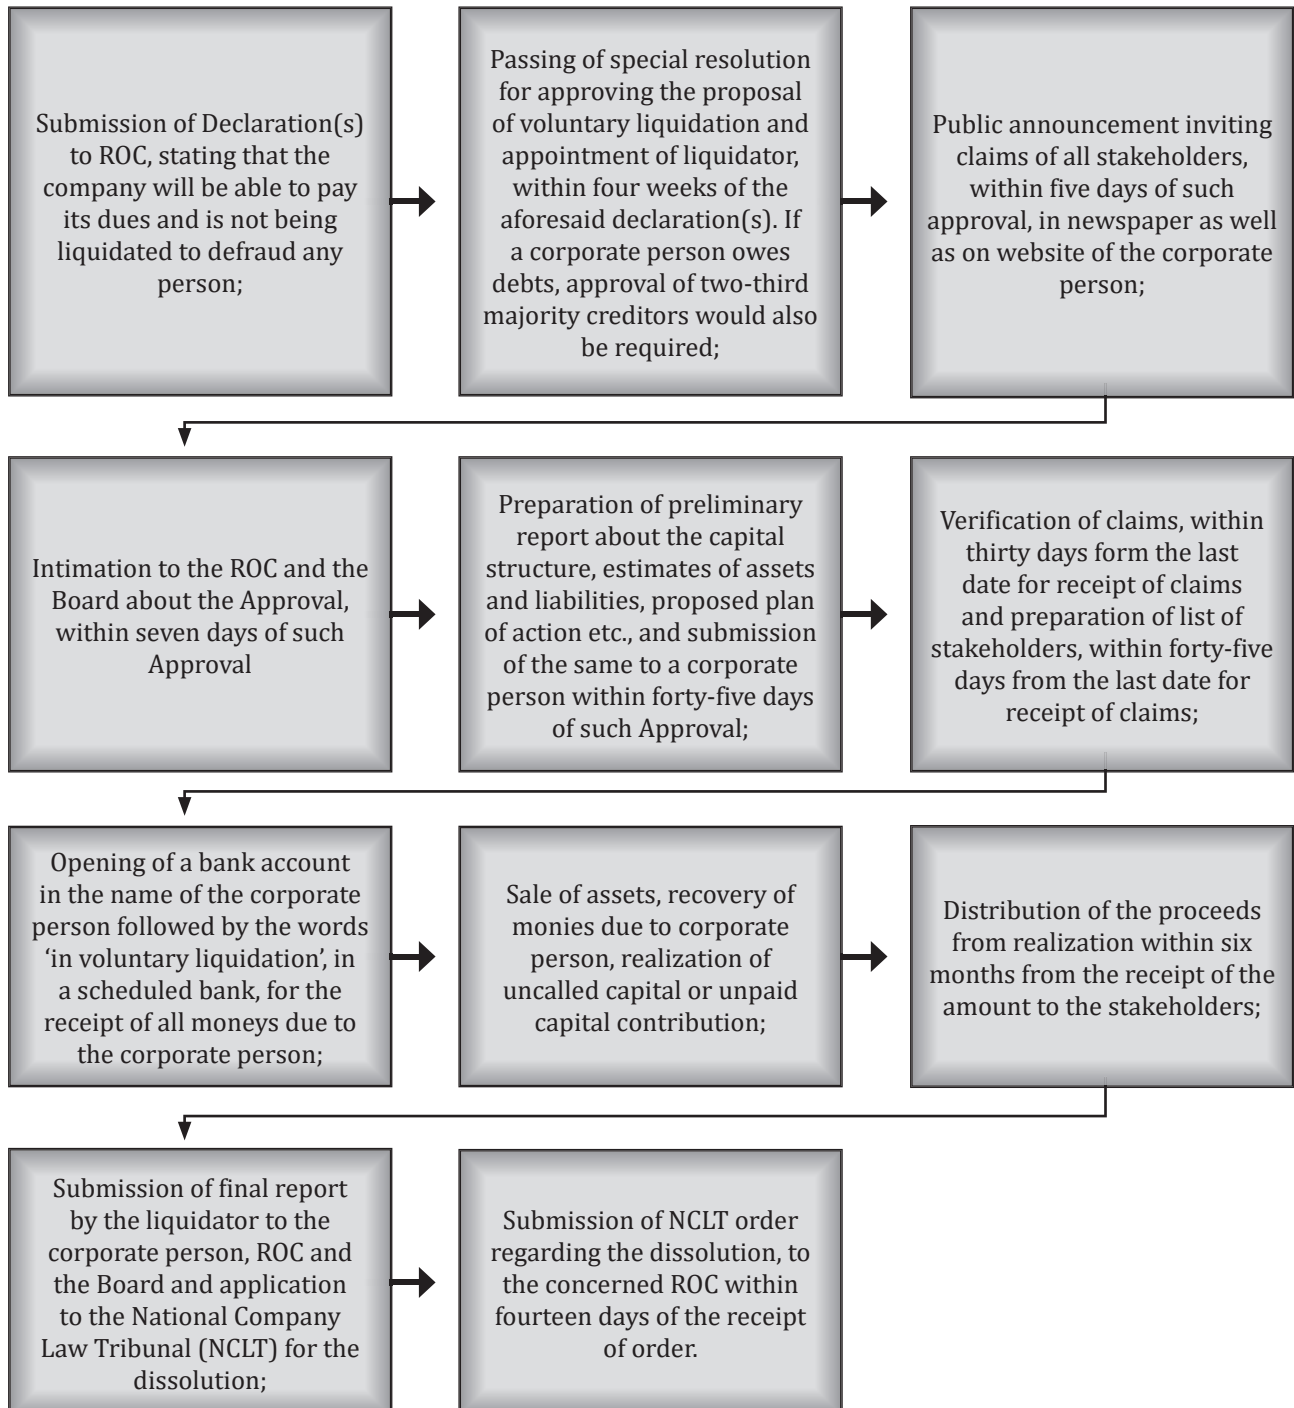 Submission of Declaration(s)
to ROC, stating that the
company will be able to pay
its dues and is not being
liquidated to defraud any
person;
Passing of special resolution
for approving the proposal
of voluntary liquidation and
appointment of liquidator,
within four weeks of the
aforesaid declaration(s). If
a corporate person owes
debts, approval of two-third
majority creditors would also
be required;
Public announcement inviting
claims of all stakeholders,
within five days of such
approval, in newspaper as well
as on website of the corporate
person;
Intimation to the ROC and the
Board about the Approval,
within seven days of such
Approval
Preparation of preliminary
report about the capital
structure, estimates of assets
and liabilities, proposed plan
of action etc., and submission
of the same to a corporate
person within forty-five days
of such Approval;
Verification of claims, within
thirty days form the last
date for receipt of claims
and preparation of list of
stakeholders, within forty-five
days from the last date for
receipt of claims;
Opening of a bank account
in the name of the corporate
person followed by the words
‘in voluntary liquidation’, in
a scheduled bank, for the
receipt of all moneys due to
the corporate person;
Sale of assets, recovery of
monies due to corporate
person, realization of
uncalled capital or unpaid
capital contribution;
Distribution of the proceeds
from realization within six
months from the receipt of the
amount to the stakeholders;
Submission of final report
by the liquidator to the
corporate person, ROC and
the Board and application
to the National Company
Law Tribunal (NCLT) for the
dissolution;
Submission of NCLT order
regarding the dissolution, to
the concerned ROC within
fourteen days of the receipt
of order.